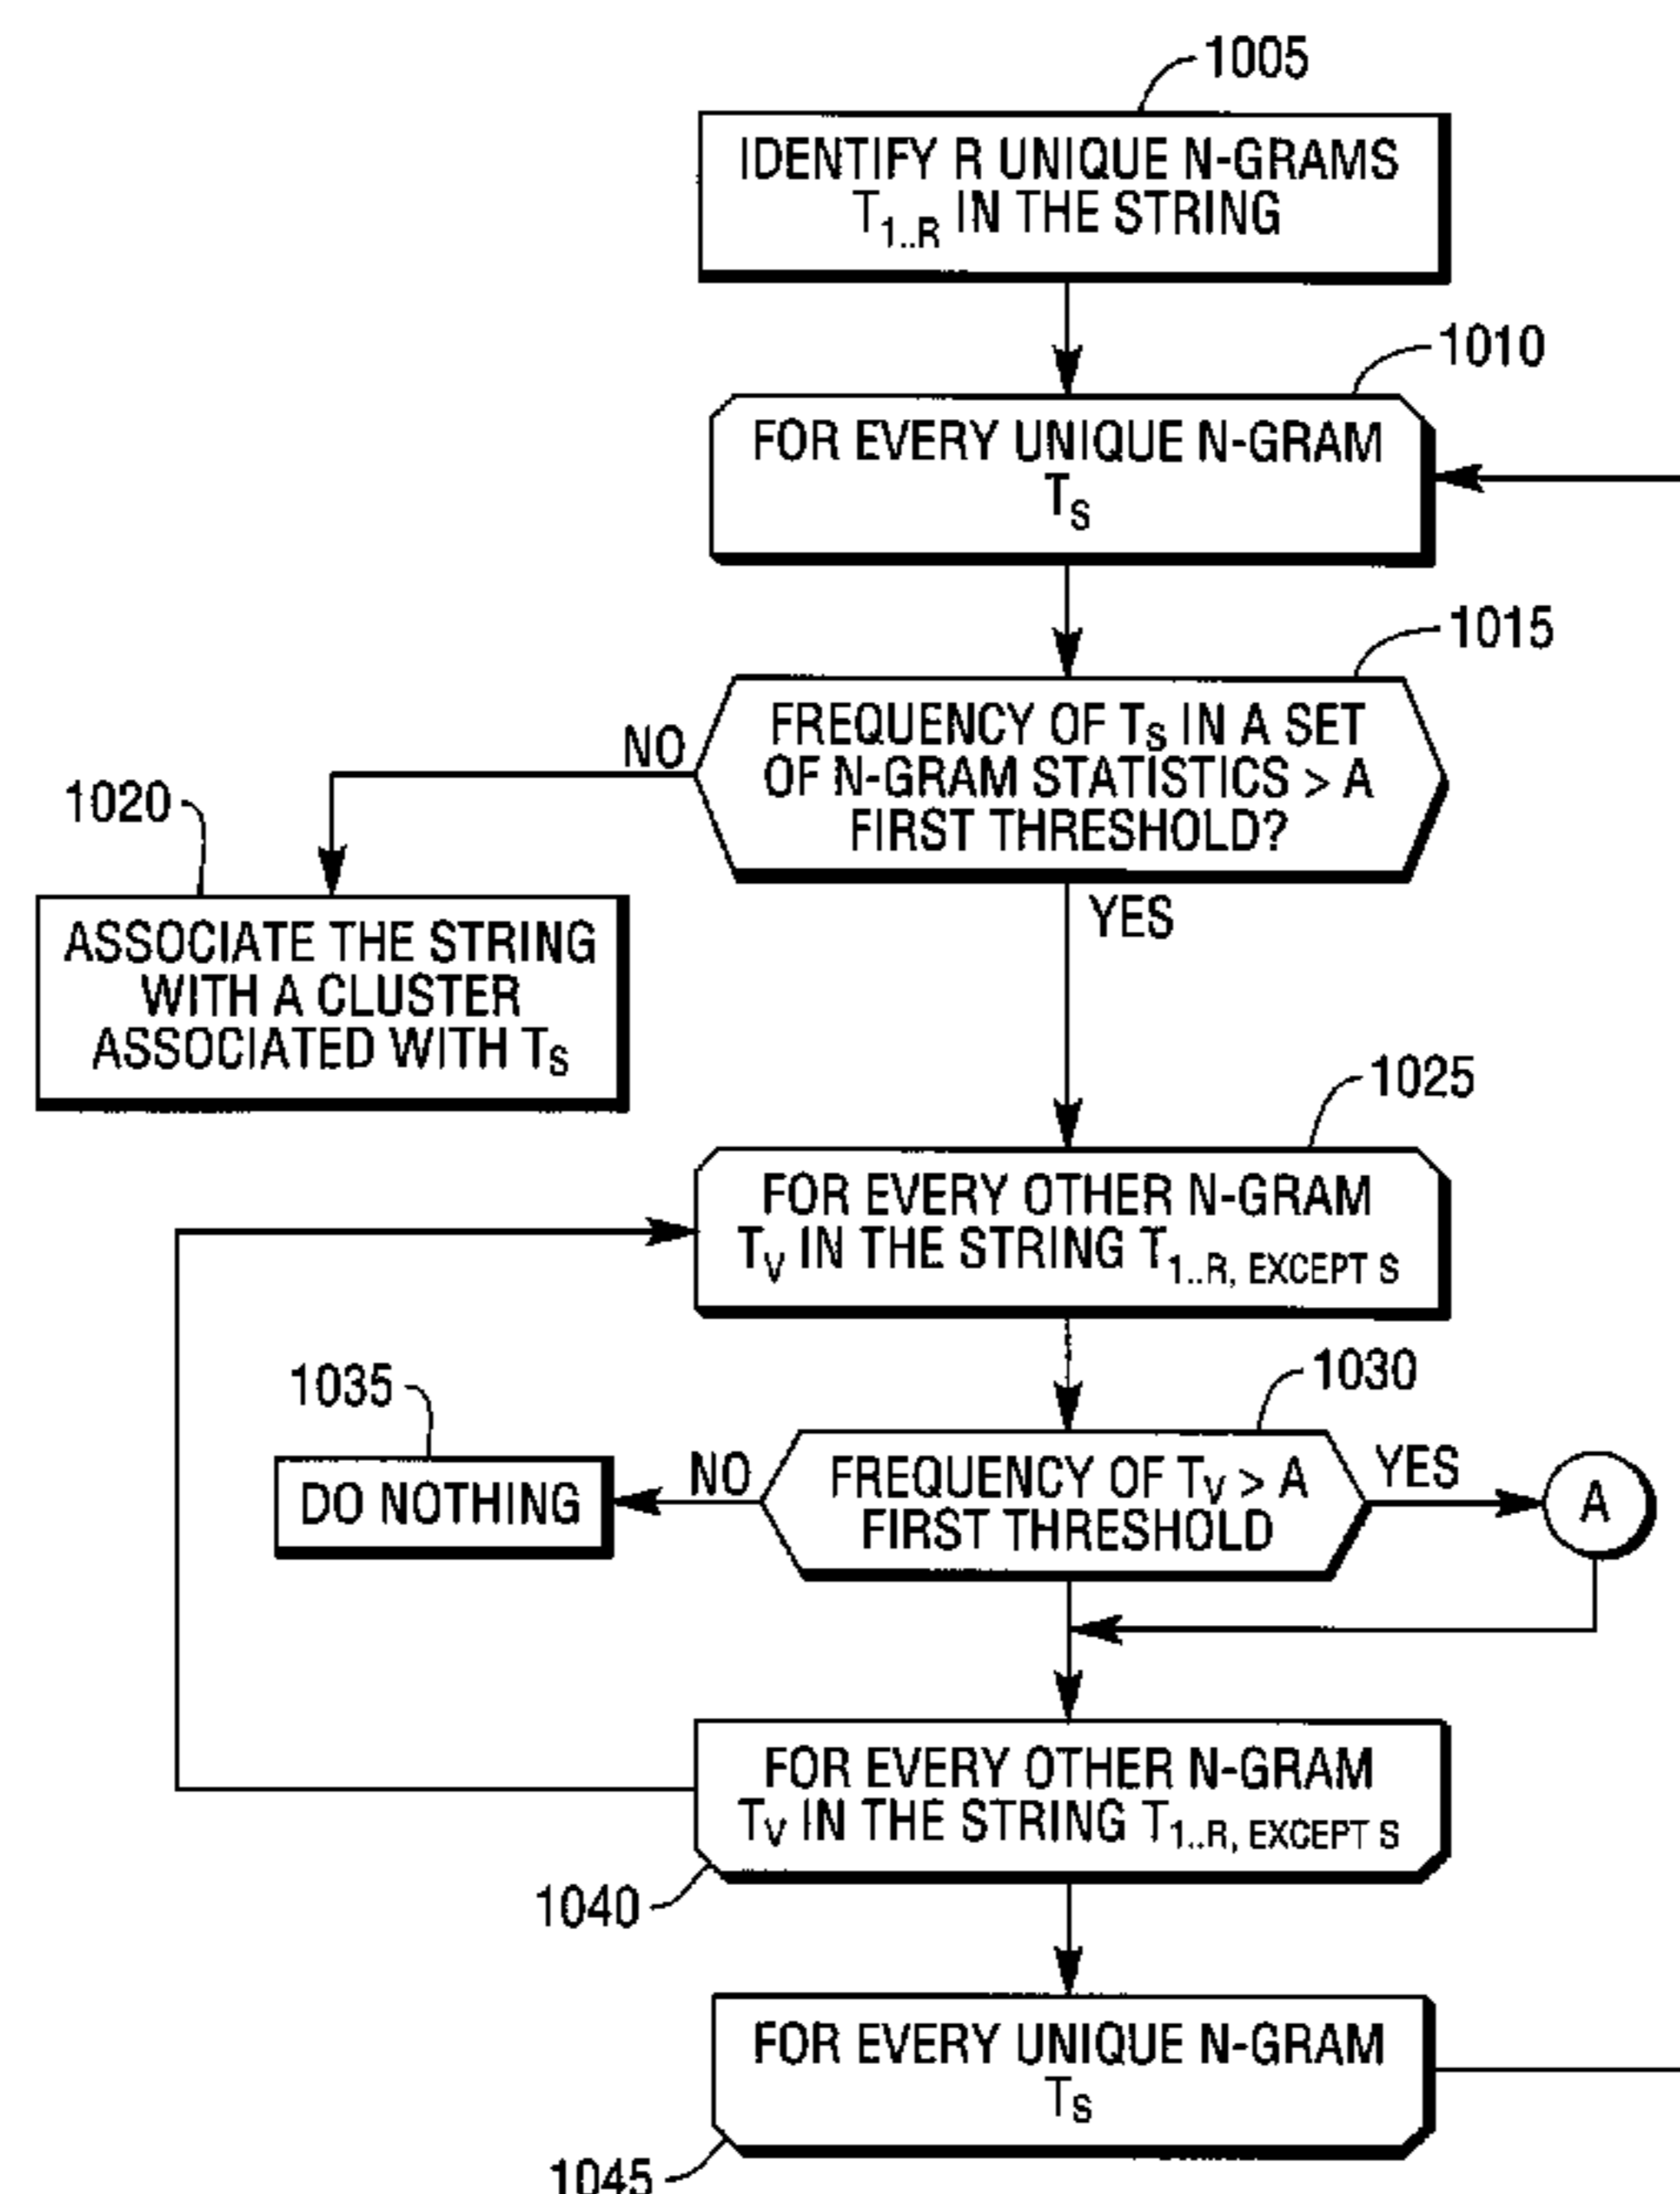 1005
IDENTIFY R UNIQUE N-GRAMS
T1..R IN THE STRING
1010
FOR EVERY UNIQUE N-GRAM
TS
1015
FREQUENCY OF TS IN A SET
OF N-GRAM STATISTICS > A
FIRST THRESHOLD?
NO
YES
1020
ASSOCIATE THE STRING
WITH A CLUSTER
ASSOCIATED WITH TS
1025
FOR EVERY OTHER N-GRAM
TV IN THE STRING T1..R, EXCEPT S
1030
FREQUENCY OF TV > A
FIRST THRESHOLD
NO
YES
1035
DO NOTHING
A
FOR EVERY OTHER N-GRAM
TV IN THE STRING T1..R, EXCEPT S
1040
FOR EVERY UNIQUE N-GRAM
TS
1045